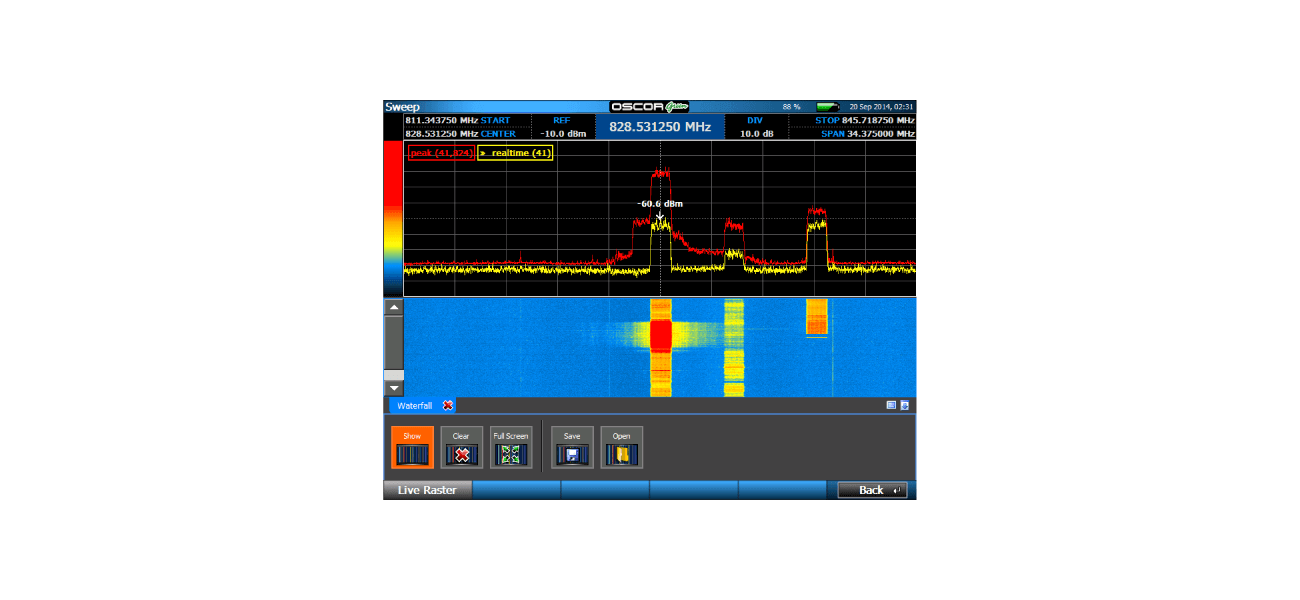 Sweep OSCOR Green 88 % 20 Sep 2014, 02:31
811.343750 MHz START REF 828.531250 MHz DIV STOP 845.718750 MHz
828.531250 MHz CENTER -10.0 dBm 10.0 dB SPAN 34.375000 MHz
peak (41,824) » realtime (41)
-60.6 dBm
Waterfall
Show Clear Full Screen Save Open
Live Raster Back